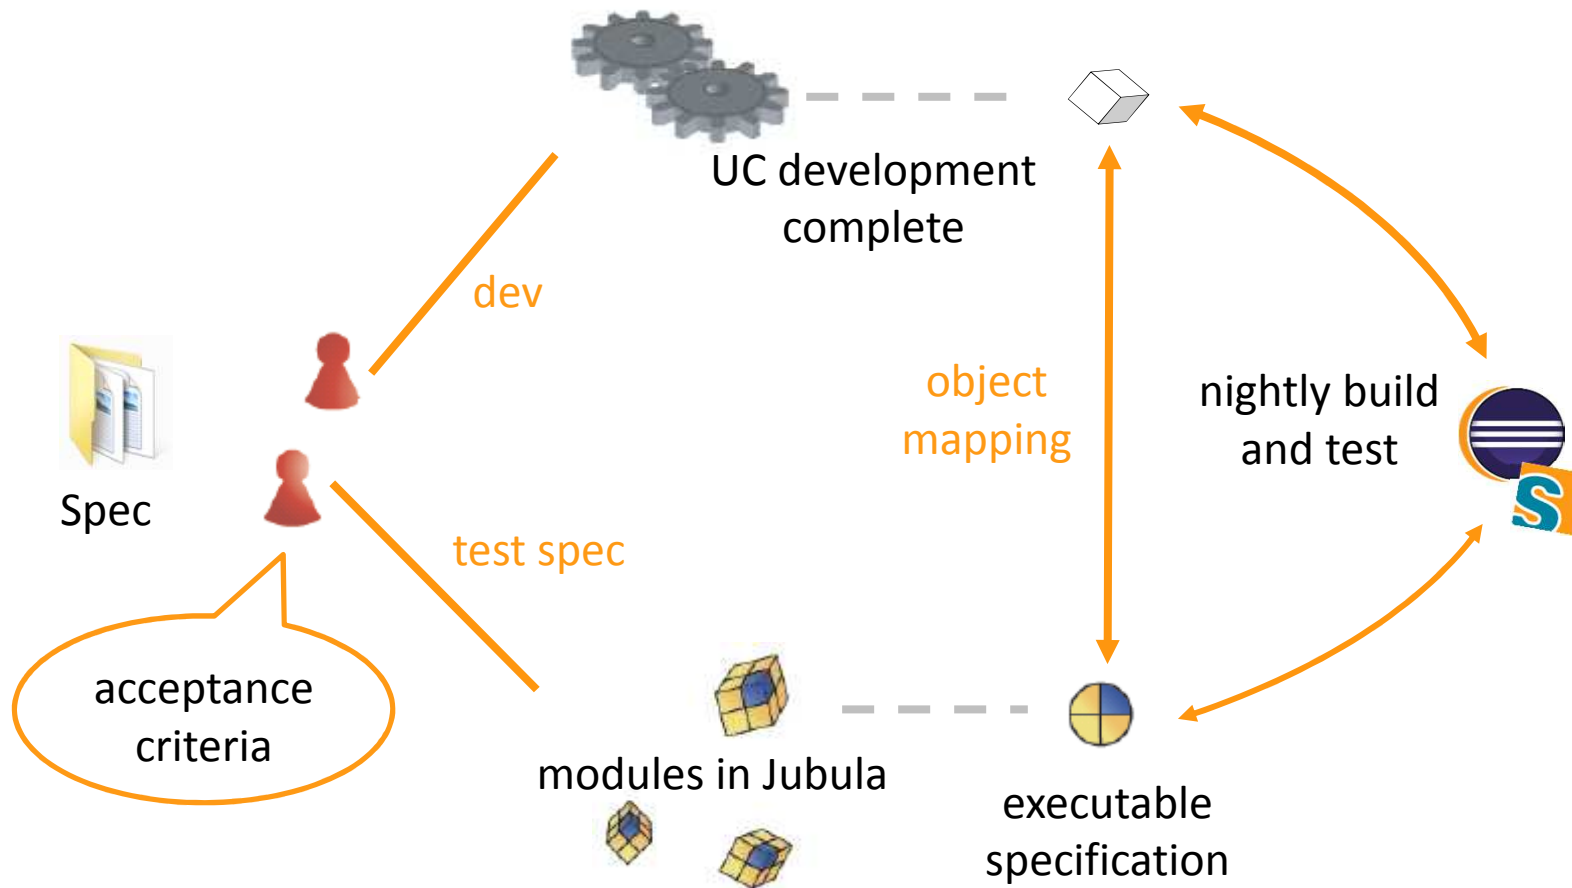 UC development
complete
dev
object
mapping
nightly build
and test
Spec
test spec
acceptance
criteria
modules in Jubula
executable
specification
S